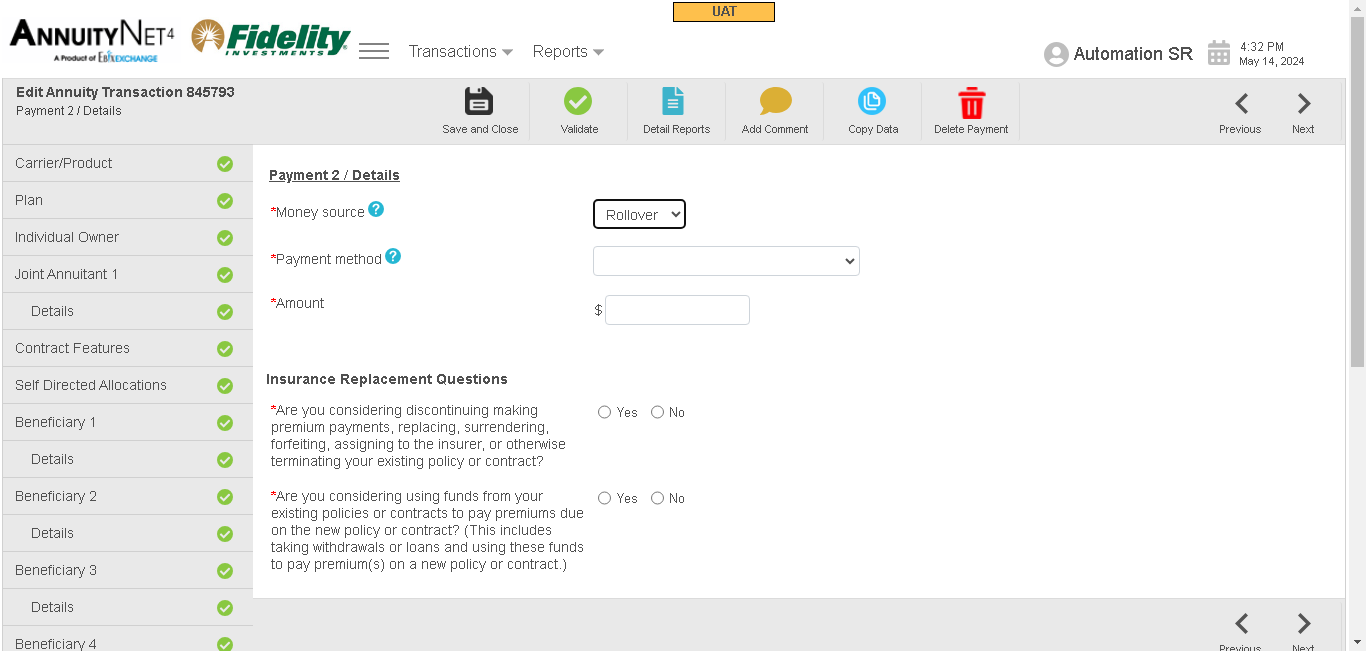 UAT
ANNUITYNET4
A Product of EBIXEXCHANGE
Fidelity
INVESTMENTS
Transactions
Reports
Automation SR
4:32 PM
May 14, 2024
Edit Annuity Transaction 845793
Payment 2 / Details
Save and Close
Validate
Detail Reports
Add Comment
Copy Data
Delete Payment
Previous
Next
Carrier/Product
Plan
Individual Owner
Joint Annuitant 1
Details
Contract Features
Self Directed Allocations
Beneficiary 1
Details
Beneficiary 2
Details
Beneficiary 3
Details
Beneficiary 4
Payment 2 / Details
*Money source ?
Rollover
*Payment method ?
*Amount
$
Insurance Replacement Questions
*Are you considering discontinuing making
premium payments, replacing, surrendering,
forfeiting, assigning to the insurer, or otherwise
terminating your existing policy or contract?
Yes No
*Are you considering using funds from your
existing policies or contracts to pay premiums due
on the new policy or contract? (This includes
taking withdrawals or loans and using these funds
to pay premium(s) on a new policy or contract.)
Yes No
Previous
Next